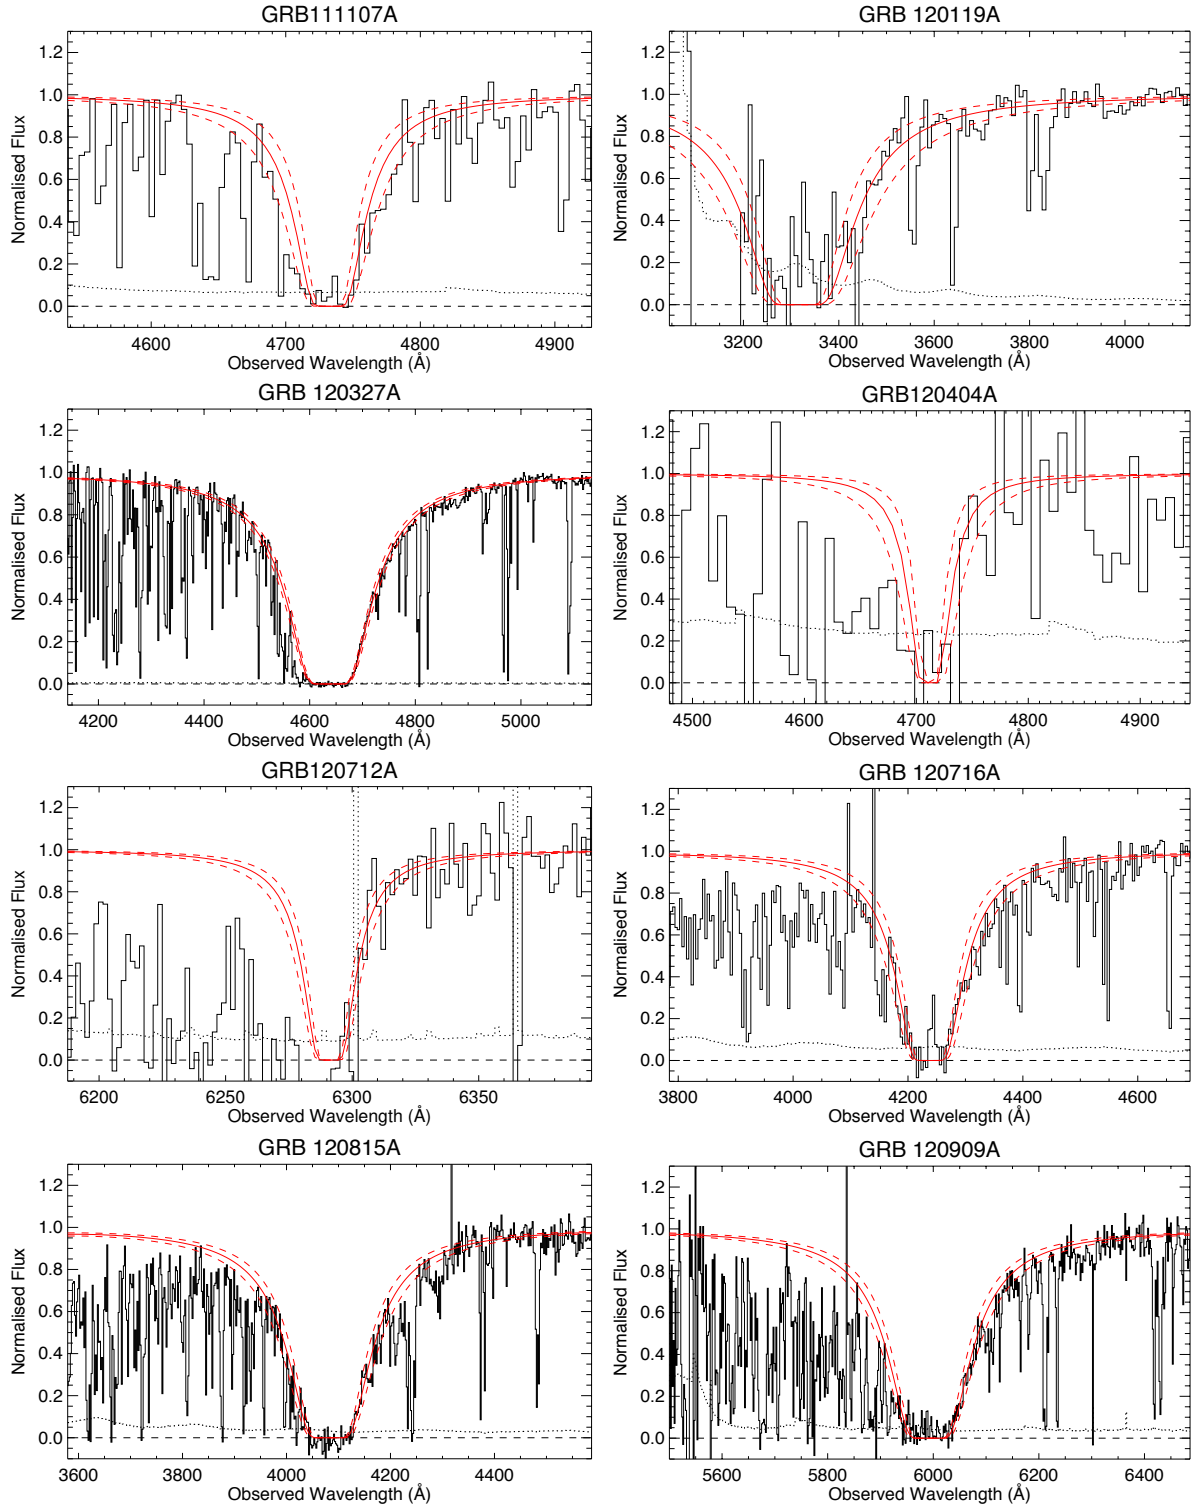 GRB111107A
GRB 120119A
Normalised Flux
1.2
1.0
0.8
0.6
0.4
0.2
0.0
4600 4700 4800 4900
Observed Wavelength (Å)
Normalised Flux
1.2
1.0
0.8
0.6
0.4
0.2
0.0
3200 3400 3600 3800 4000
Observed Wavelength (Å)
GRB 120327A
GRB120404A
Normalised Flux
1.2
1.0
0.8
0.6
0.4
0.2
0.0
4200 4400 4600 4800 5000
Observed Wavelength (Å)
Normalised Flux
1.2
1.0
0.8
0.6
0.4
0.2
0.0
4500 4600 4700 4800 4900
Observed Wavelength (Å)
GRB120712A
GRB 120716A
Normalised Flux
1.2
1.0
0.8
0.6
0.4
0.2
0.0
6200 6250 6300 6350
Observed Wavelength (Å)
Normalised Flux
1.2
1.0
0.8
0.6
0.4
0.2
0.0
3800 4000 4200 4400 4600
Observed Wavelength (Å)
GRB 120815A
GRB 120909A
Normalised Flux
1.2
1.0
0.8
0.6
0.4
0.2
0.0
3600 3800 4000 4200 4400
Observed Wavelength (Å)
Normalised Flux
1.2
1.0
0.8
0.6
0.4
0.2
0.0
5600 5800 6000 6200 6400
Observed Wavelength (Å)